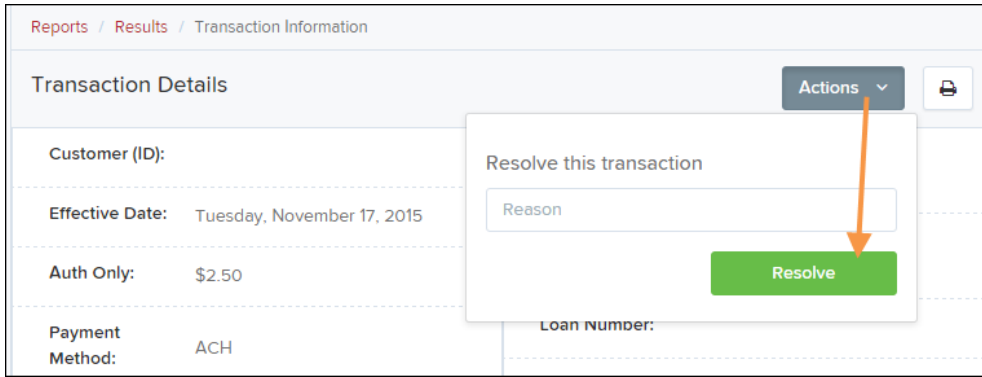 Reports / Results / Transaction Information
Transaction Details
Actions
Customer (ID):
Resolve this transaction
Effective Date: Tuesday, November 17, 2015
Reason
Auth Only: $2.50
Resolve
Loan Number:
Payment
Method: ACH